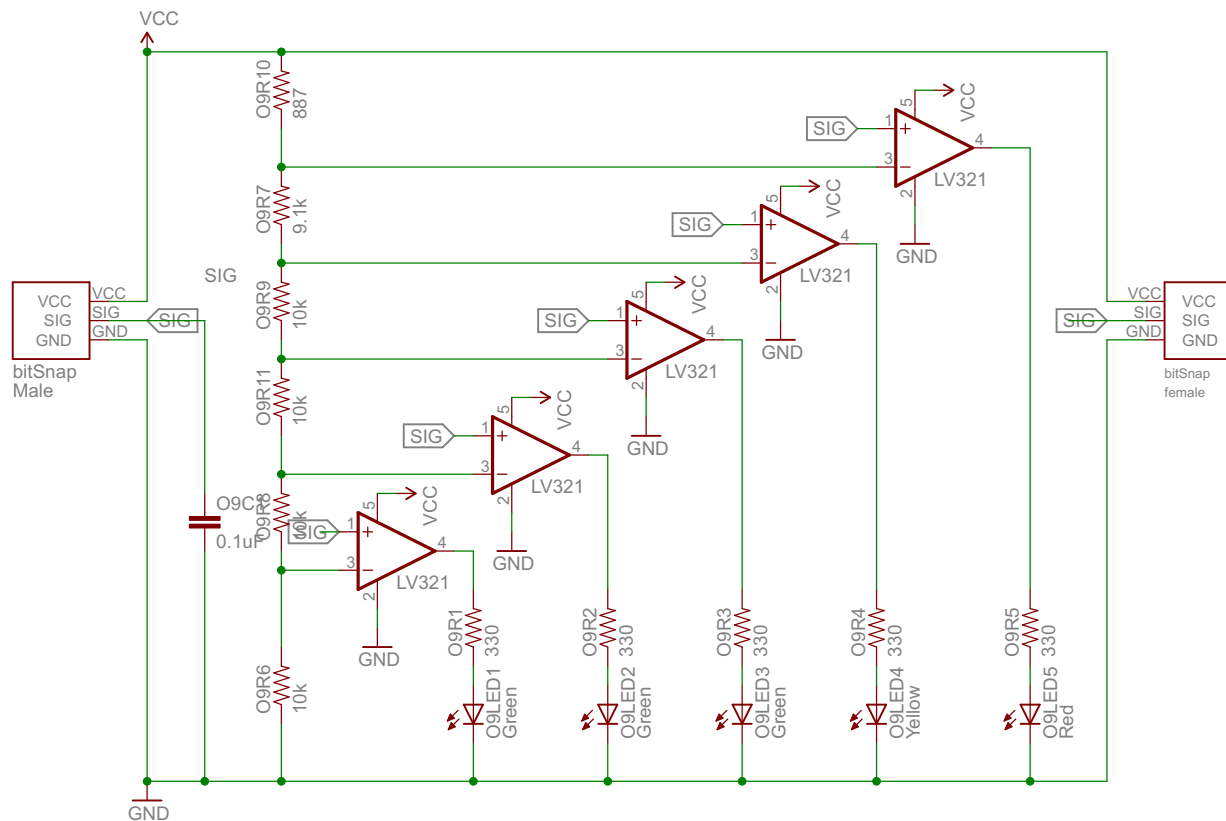 VCC
O9R10
887
SIG
1
5
VCC
3
4
2
LV321
GND
O9R7
9.1k
SIG
1
5
VCC
3
4
2
LV321
GND
SIG
O9R9
10k
SIG
1
5
VCC
3
4
2
LV321
GND
VCC
SIG
GND
VCC
SIG
GND
SIG
bitSnap
Male
SIG
VCC
SIG
GND
VCC
SIG
GND
bitSnap
female
O9R11
10k
SIG
1
5
VCC
3
4
2
LV321
GND
0.1uF
O9R8
SIG
1
5
VCC
3
4
2
LV321
GND
O9R6
10k
O9R1
330
O9R2
330
O9R3
330
O9R4
330
O9R5
330
O9LED1
Green
O9LED2
Green
O9LED3
Green
O9LED4
Yellow
O9LED5
Red
GND